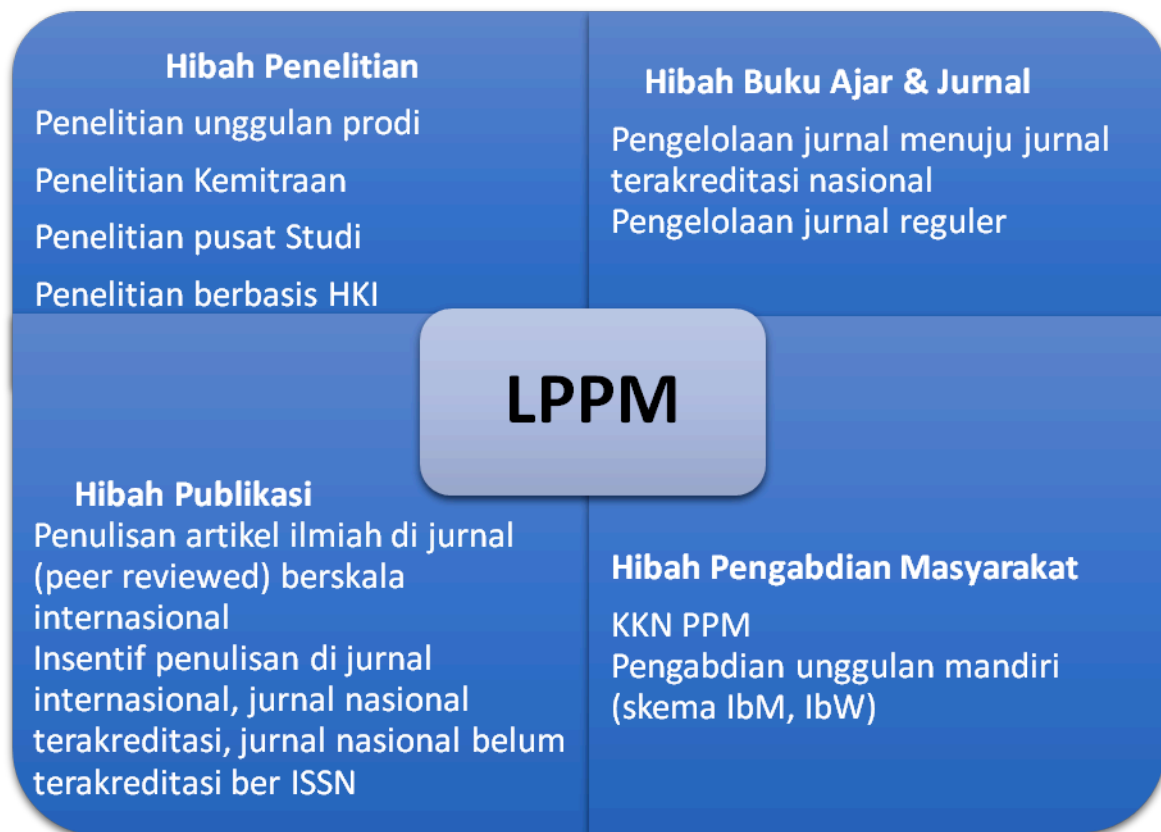 Hibah Penelitian
Penelitian unggulan prodi
Penelitian Kemitraan
Penelitian pusat Studi
Penelitian berbasis HKI
Hibah Buku Ajar & Jurnal
Pengelolaan jurnal menuju jurnal
terakreditasi nasional
Pengelolaan jurnal reguler
LPPM
Hibah Publikasi
Penulisan artikel ilmiah di jurnal
(peer reviewed) berskala
internasional
Insentif penulisan di jurnal
internasional, jurnal nasional
terakreditasi, jurnal nasional belum
terakreditasi ber ISSN
Hibah Pengabdian Masyarakat
KKN PPM
Pengabdian unggulan mandiri
(skema IbM, IbW)